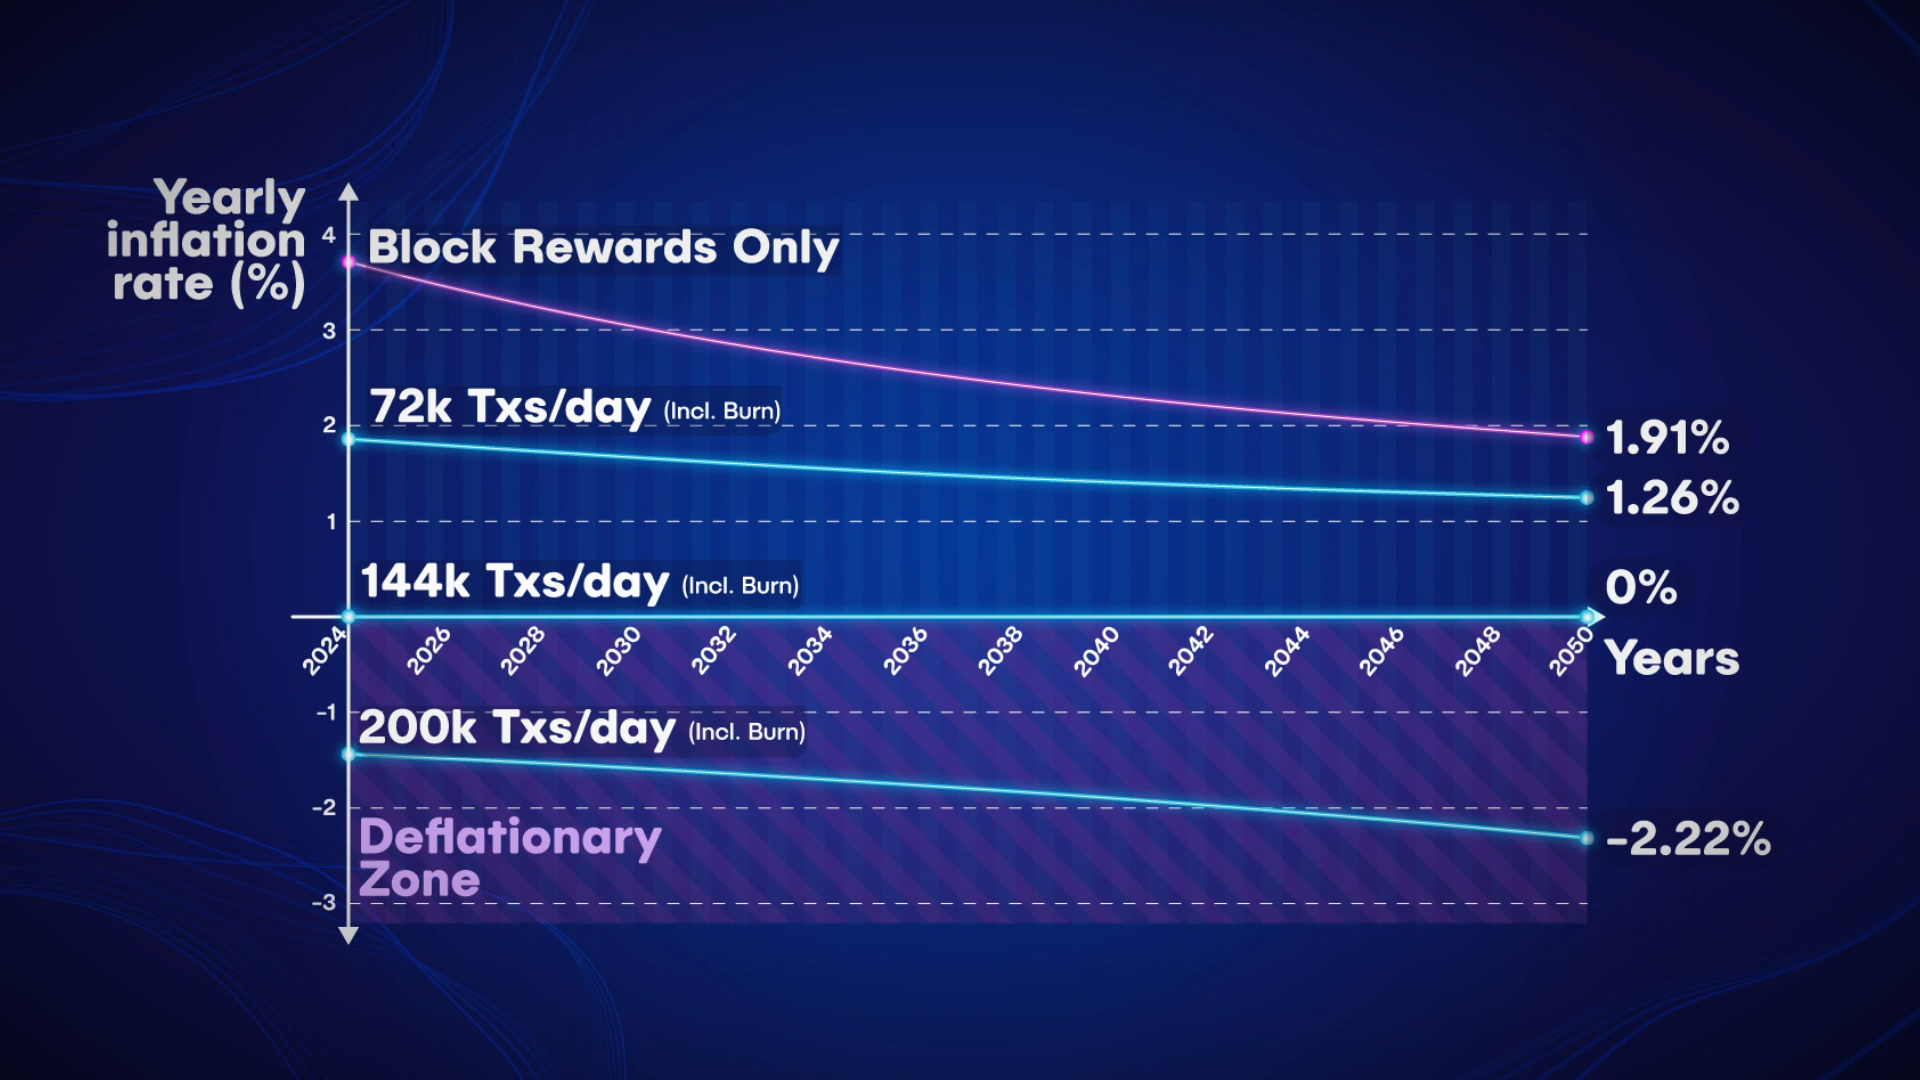 Yearly
inflation
rate (%)
4
Block Rewards Only
3
72k Txs/day (Incl. Burn)
2
1.91%
1.26%
1
144k Txs/day (Incl. Burn)
0%
2024 2026 2028 2030 2032 2034 2036 2038 2040 2042 2044 2046 2048 2050
Years
-1
200k Txs/day (Incl. Burn)
-2
Deflationary
Zone
-2.22%
-3